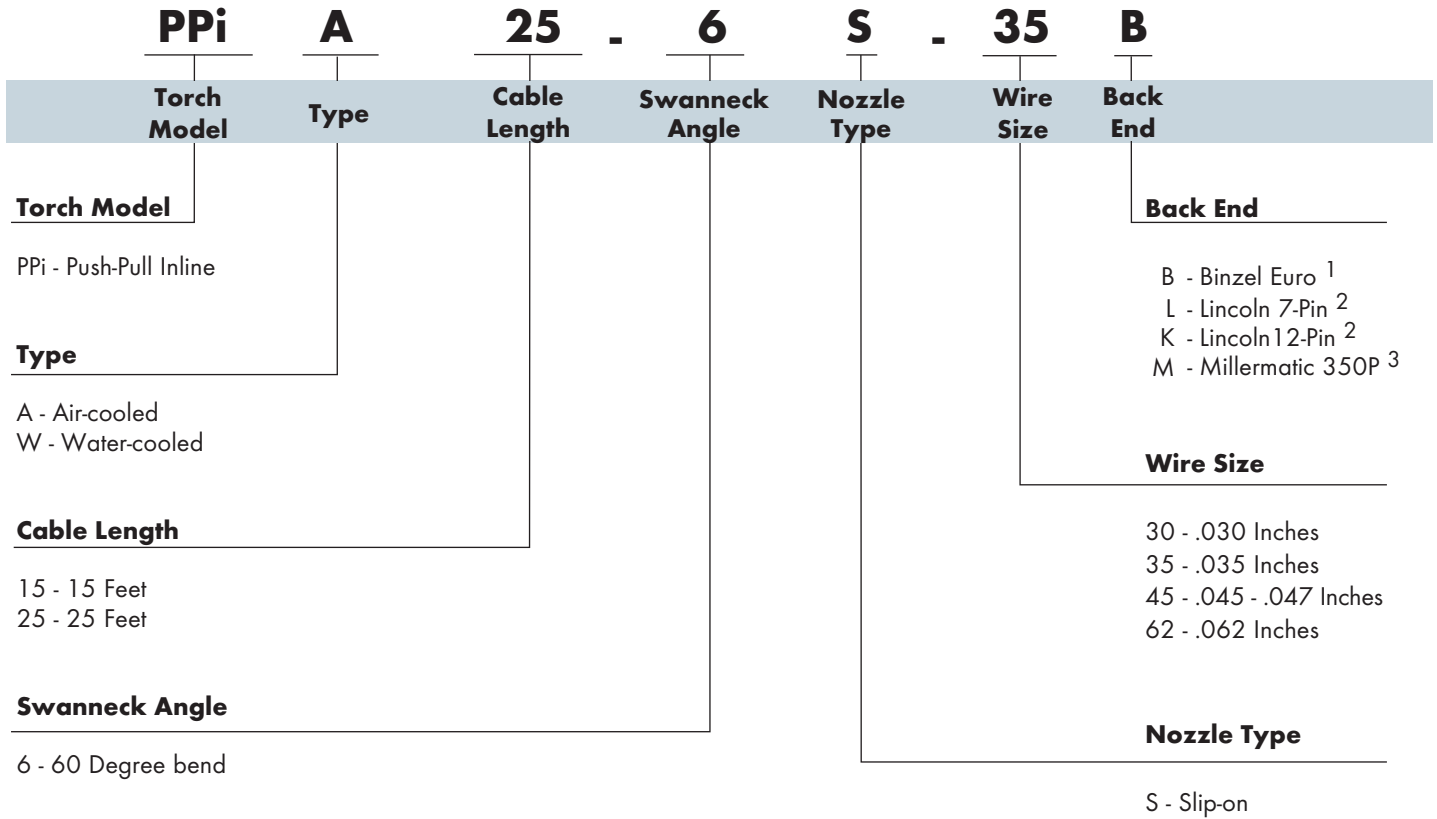 PPi A 25 - 6 S - 35 B
Torch Model
Type
Cable Length
Swanneck Angle
Nozzle Type
Wire Size
Back End
Torch Model
PPi - Push-Pull Inline
Type
A - Air-cooled
W - Water-cooled
Cable Length
15 - 15 Feet
25 - 25 Feet
Swanneck Angle
6 - 60 Degree bend
Back End
B - Binzel Euro 1
L - Lincoln 7-Pin 2
K - Lincoln12-Pin 2
M - Millermatic 350P 3
Wire Size
30 - .030 Inches
35 - .035 Inches
45 - .045 - .047 Inches
62 - .062 Inches
Nozzle Type
S - Slip-on